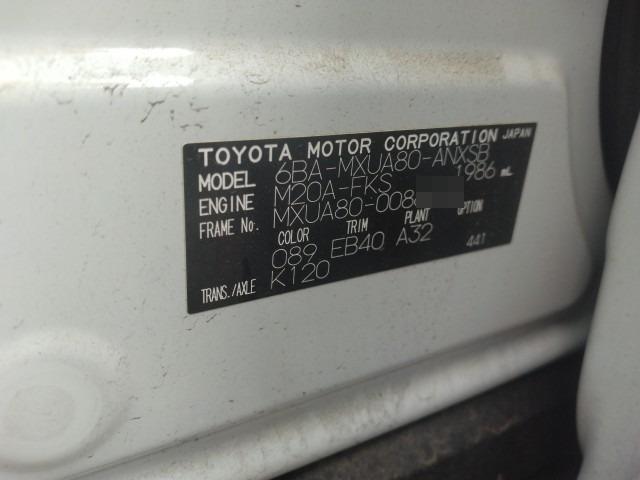 TOYOTA MOTOR CORPORATION JAPAN
MODEL 6BA-MXUA80-ANXSB
ENGINE M20A-FKS 1986 mL
FRAME No. MXUA80-008
COLOR TRIM PLANT OPTION
089 EB40 A32 441
TRANS./AXLE K120